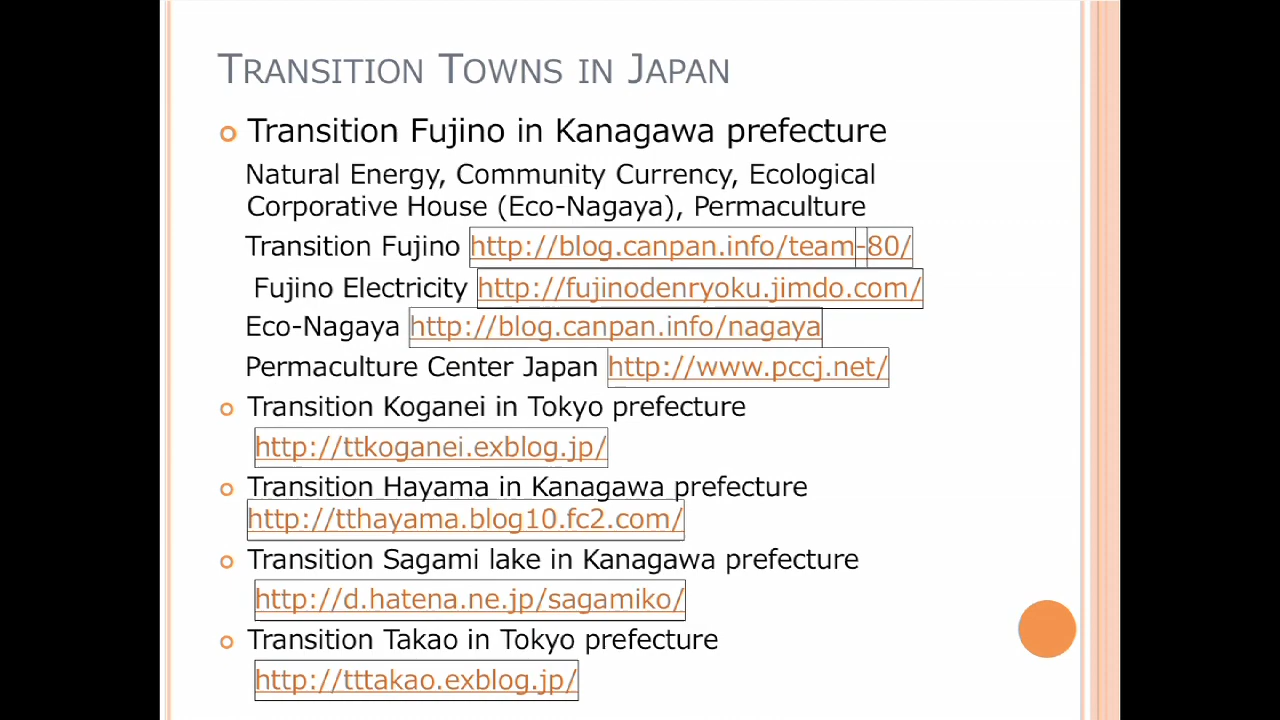 TRANSITION TOWNS IN JAPAN
Transition Fujino in Kanagawa prefecture
Natural Energy, Community Currency, Ecological
Corporative House (Eco-Nagaya), Permaculture
Transition Fujino http://blog.canpan.info/team-80/
Fujino Electricity http://fujinodenryoku.jimdo.com/
Eco-Nagaya http://blog.canpan.info/nagaya
Permaculture Center Japan http://www.pccj.net/
Transition Koganei in Tokyo prefecture
http://ttkoganei.exblog.jp/
Transition Hayama in Kanagawa prefecture
http://tthayama.blog10.fc2.com/
Transition Sagami lake in Kanagawa prefecture
http://d.hatena.ne.jp/sagamiko/
Transition Takao in Tokyo prefecture
http://tttakao.exblog.jp/